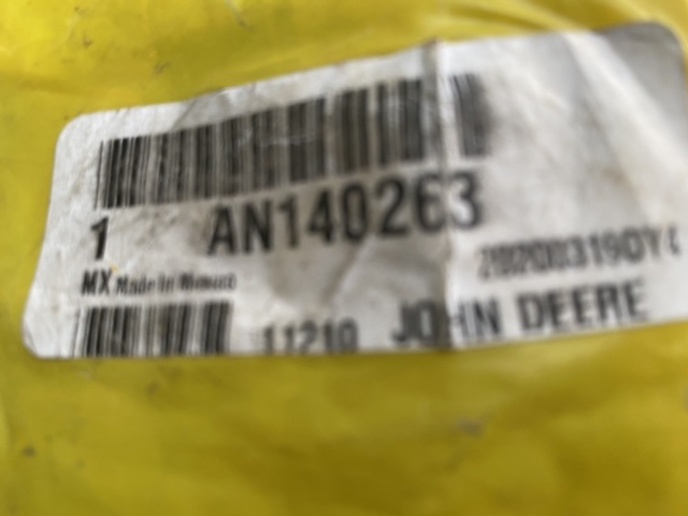 1 AN140263
MX Made in Mexico
11210 JOHN DEERE